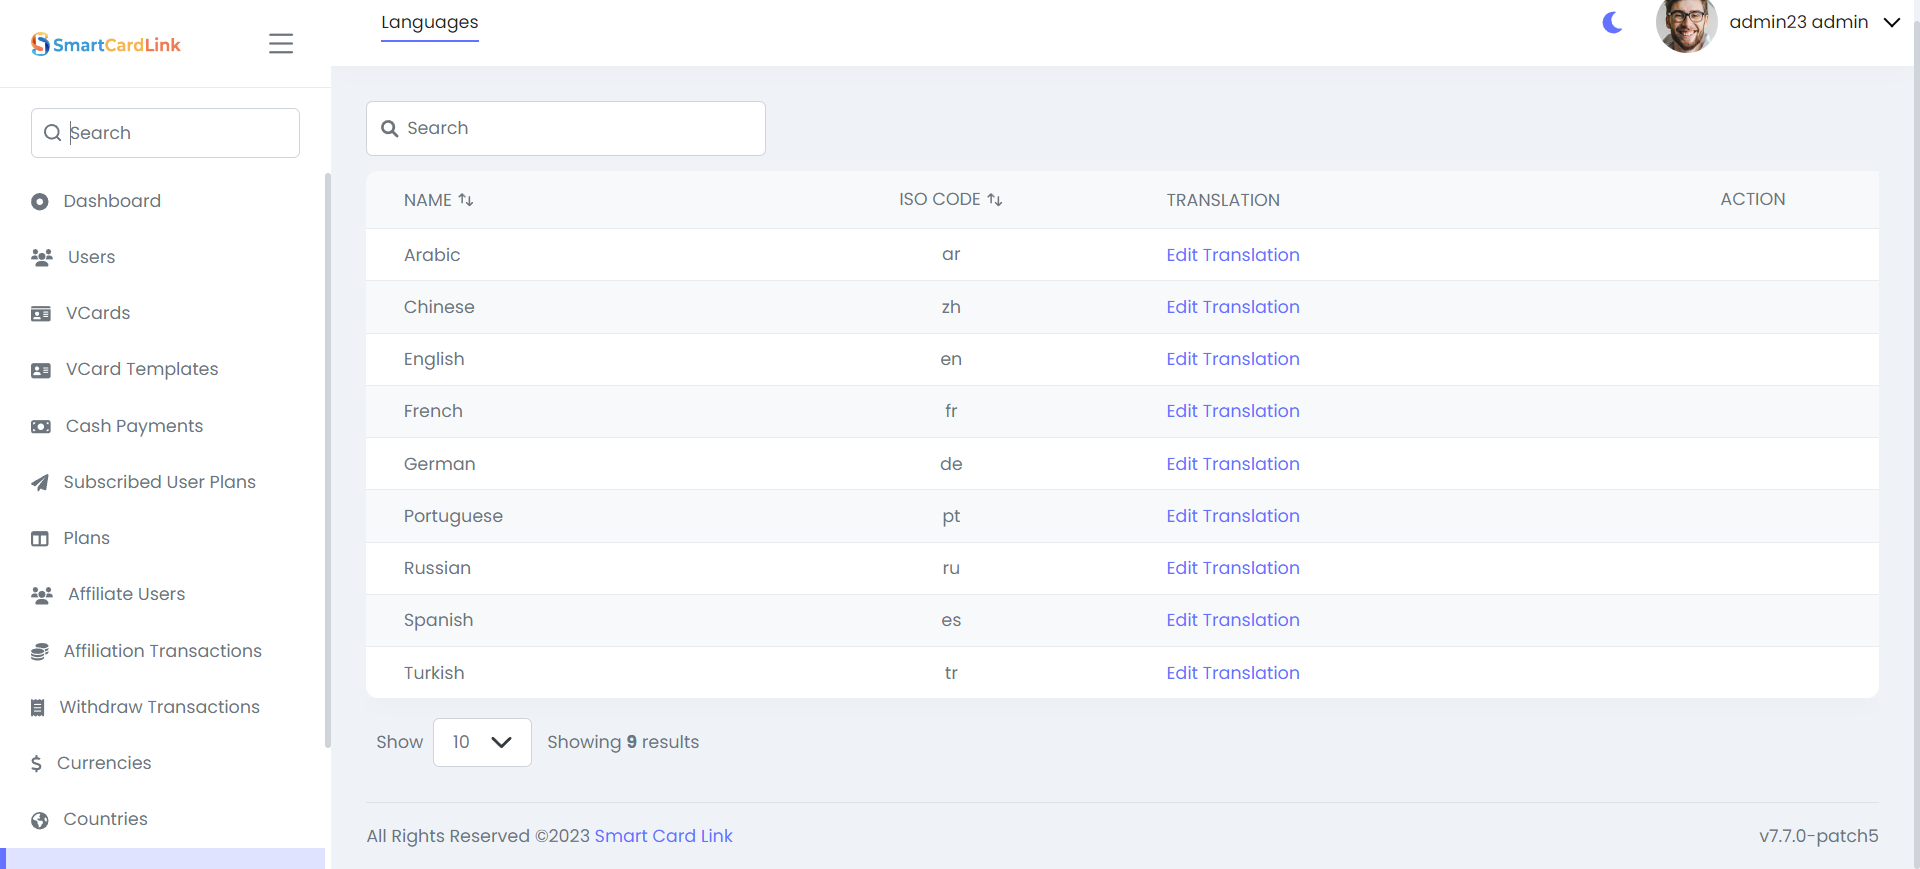 SmartCardLink
Languages
admin23 admin
Search
Dashboard
Users
VCards
VCard Templates
Cash Payments
Subscribed User Plans
Plans
Affiliate Users
Affiliation Transactions
Withdraw Transactions
Currencies
Countries
Search
NAME ISO CODE TRANSLATION ACTION
Arabic ar Edit Translation
Chinese zh Edit Translation
English en Edit Translation
French fr Edit Translation
German de Edit Translation
Portuguese pt Edit Translation
Russian ru Edit Translation
Spanish es Edit Translation
Turkish tr Edit Translation
Show 10 Showing 9 results
All Rights Reserved ©2023 Smart Card Link v7.7.0-patch5